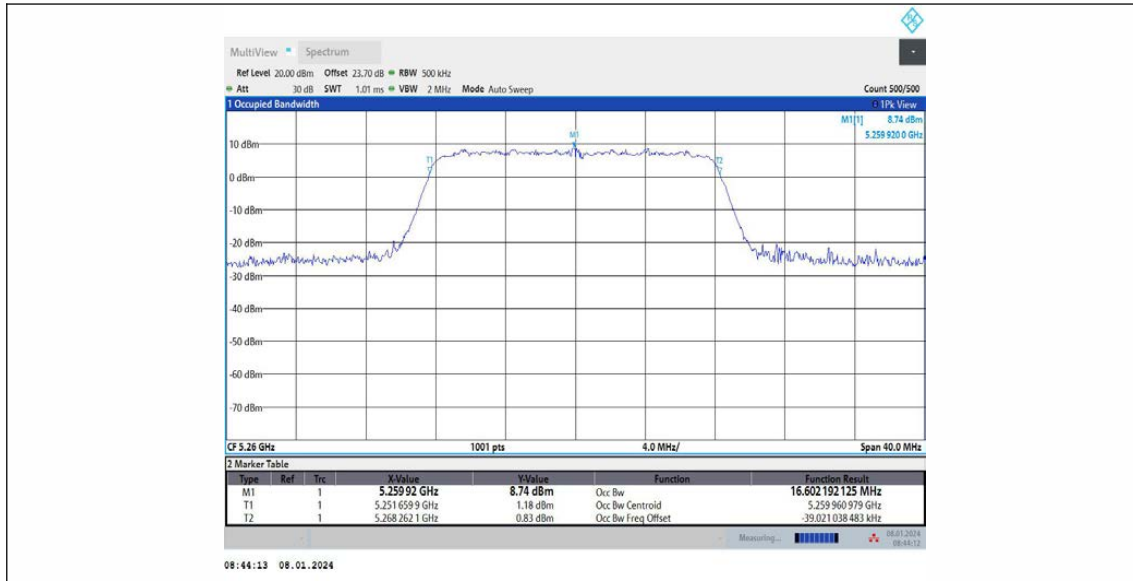 MultiView Spectrum
Ref Level 20.00 dBm Offset 23.70 dB RBW 500 kHz
Att 30 dB SWT 1.01 ms VBW 2 MHz Mode Auto Sweep Count 500/500
1 Occupied Bandwidth 1Pk View
M1[1] 8.74 dBm
5.259 920 0 GHz
M1
10 dBm
T1 T2
0 dBm
-10 dBm
-20 dBm
-30 dBm
-40 dBm
-50 dBm
-60 dBm
-70 dBm
CF 5.26 GHz 1001 pts 4.0 MHz/ Span 40.0 MHz
2 Marker Table
Type Ref Trc X-Value Y-Value Function Function Result
M1 1 5.259 92 GHz 8.74 dBm Occ Bw 16.602 192 125 MHz
T1 1 5.251 659 9 GHz 1.18 dBm Occ Bw Centroid 5.259 960 979 GHz
T2 1 5.268 262 1 GHz 0.83 dBm Occ Bw Freq Offset -39.021 038 483 kHz
Measuring... 08.01.2024
08:44:12
08:44:13 08.01.2024